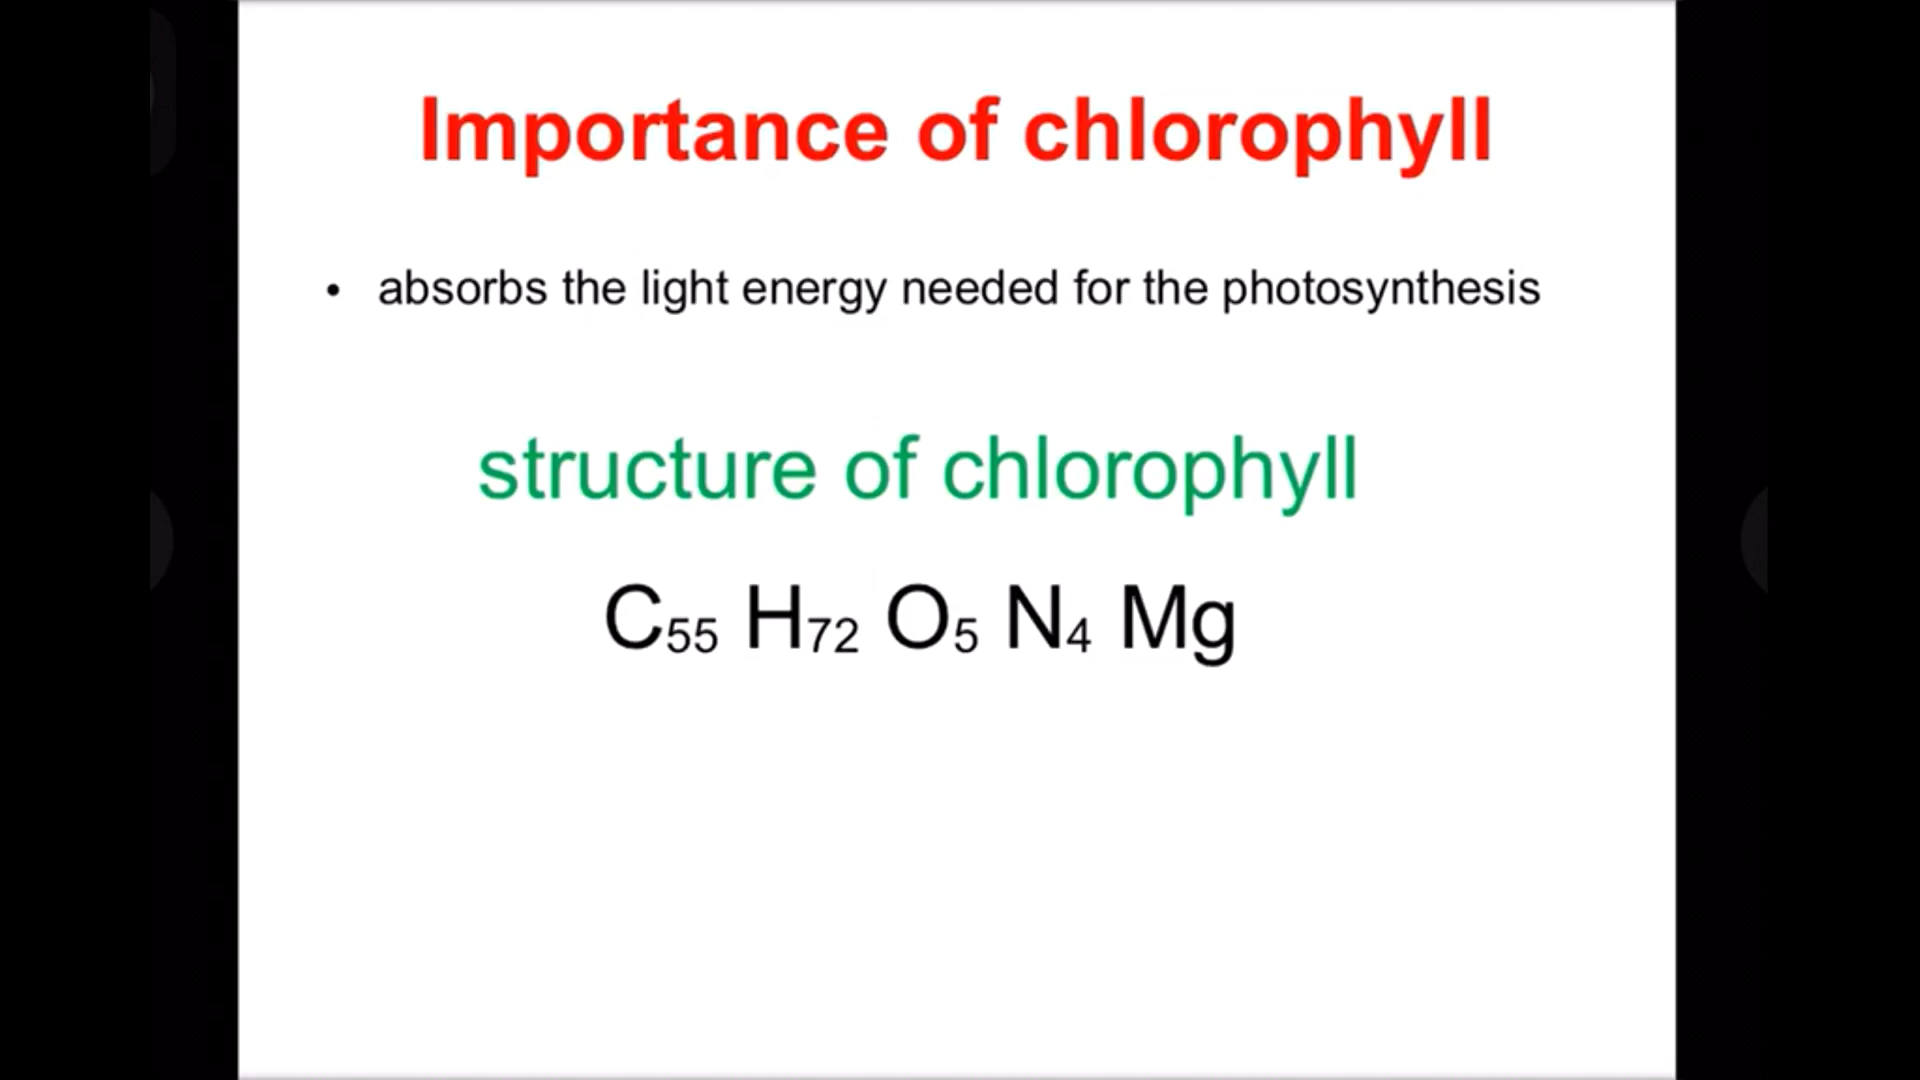 Importance of chlorophyll
• absorbs the light energy needed for the photosynthesis
structure of chlorophyll
C₅₅ H₇₂ O₅ N₄ Mg